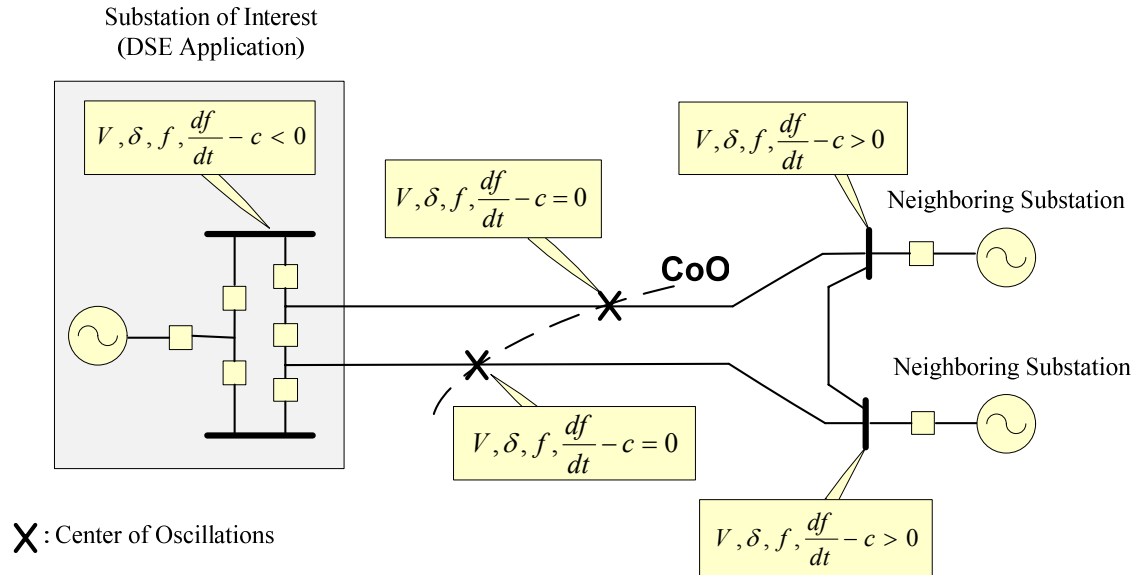 Substation of Interest
(DSE Application)
V, δ, f, df/dt − c < 0
V, δ, f, df/dt − c = 0
V, δ, f, df/dt − c > 0
Neighboring Substation
CoO
Neighboring Substation
V, δ, f, df/dt − c = 0
V, δ, f, df/dt − c > 0
X : Center of Oscillations